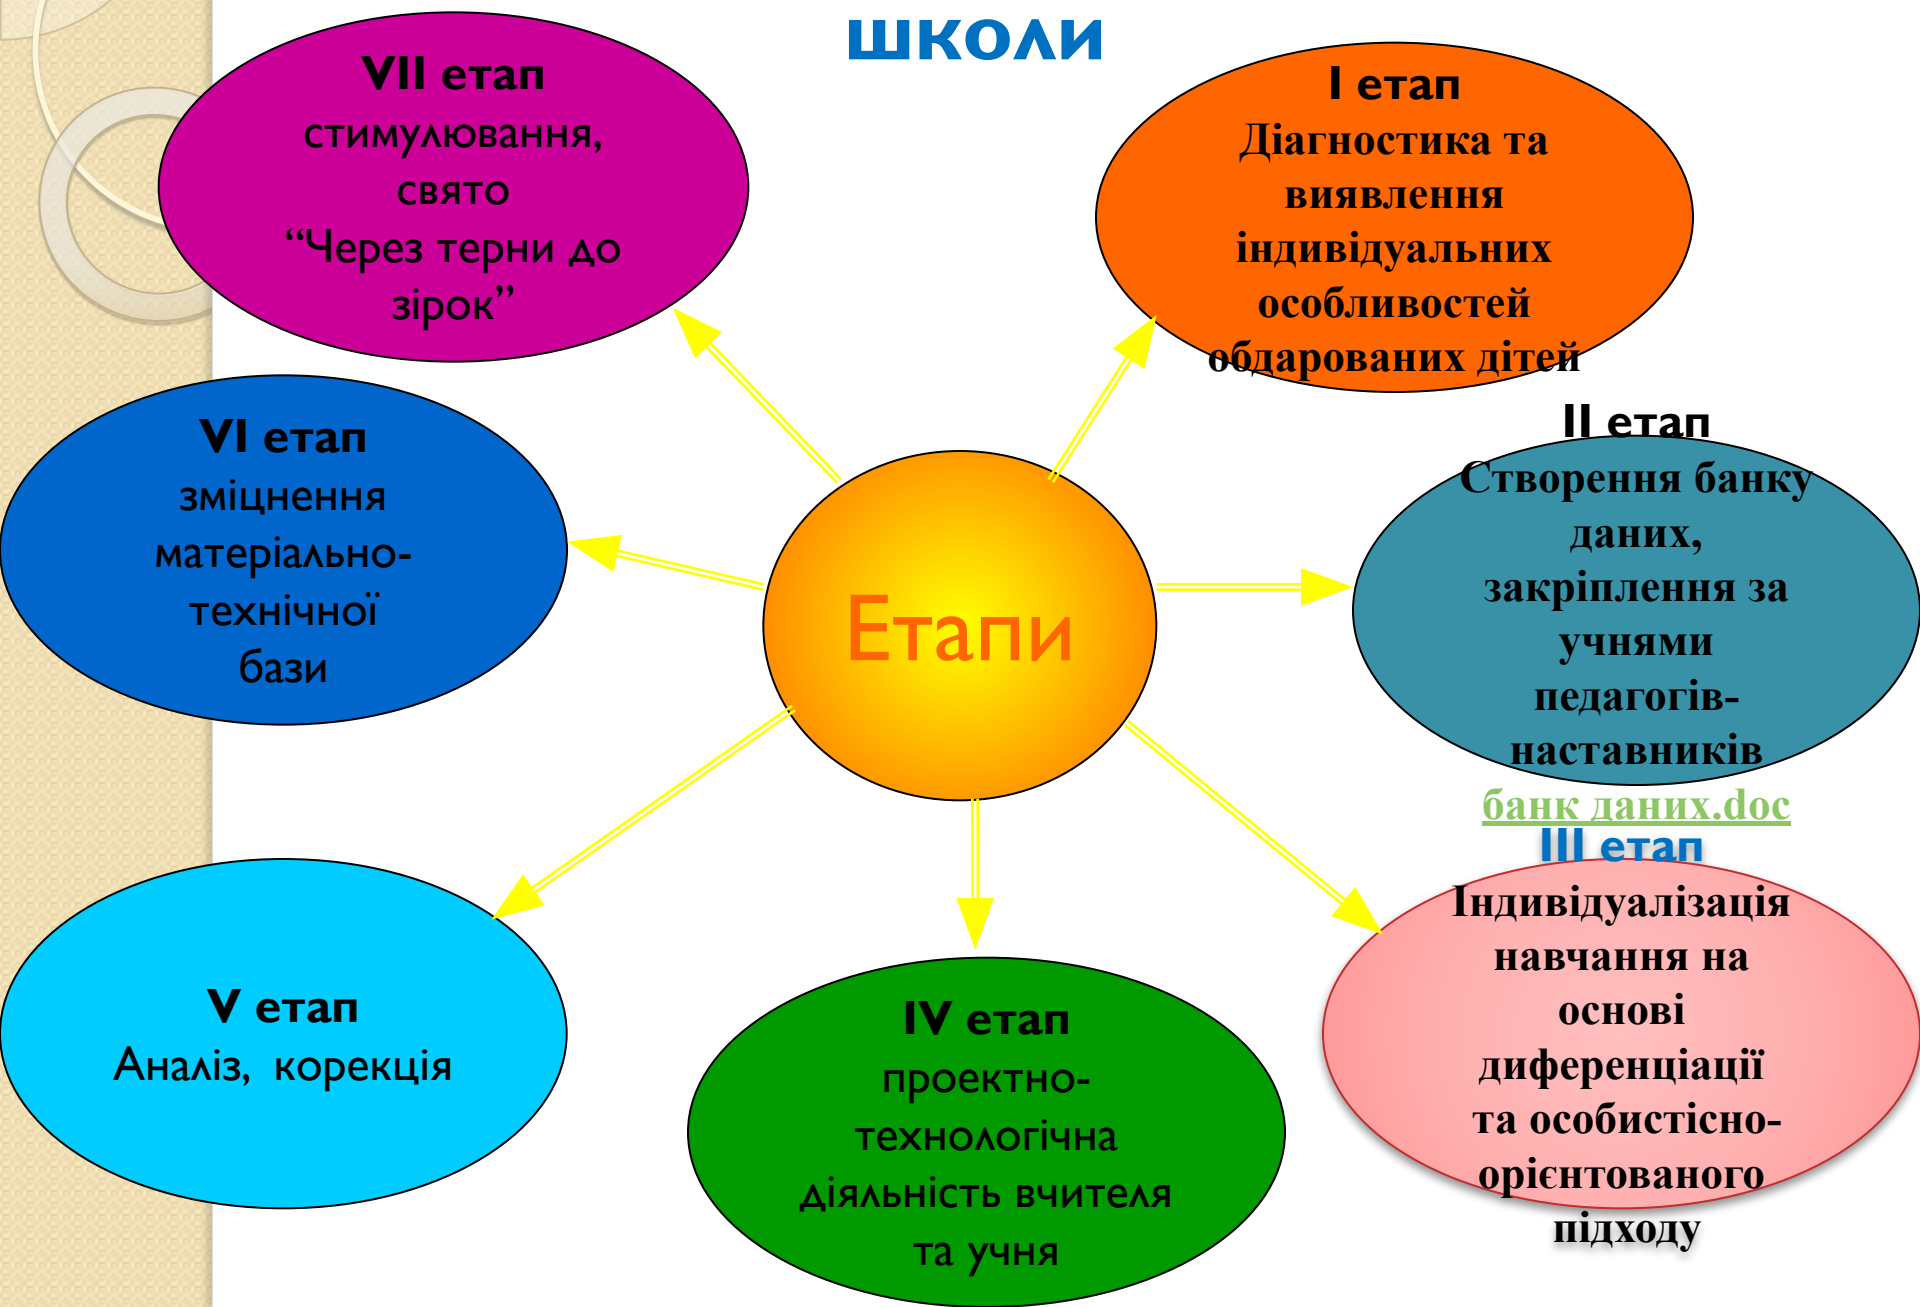 школи
VII етап
стимулювання,
свято
“Через терни до
зірок”
I етап
Діагностика та
виявлення
індивідуальних
особливостей
обдарованих дітей
VI етап
зміцнення
матеріально-
технічної
бази
Етапи
II етап
Створення банку
даних,
закріплення за
учнями
педагогів-
наставників
банк даних.doc
V етап
Аналіз, корекція
IV етап
проектно-
технологічна
діяльність вчителя
та учня
III етап
Індивідуалізація
навчання на
основі
диференціації
та особистісно-
орієнтованого
підходу